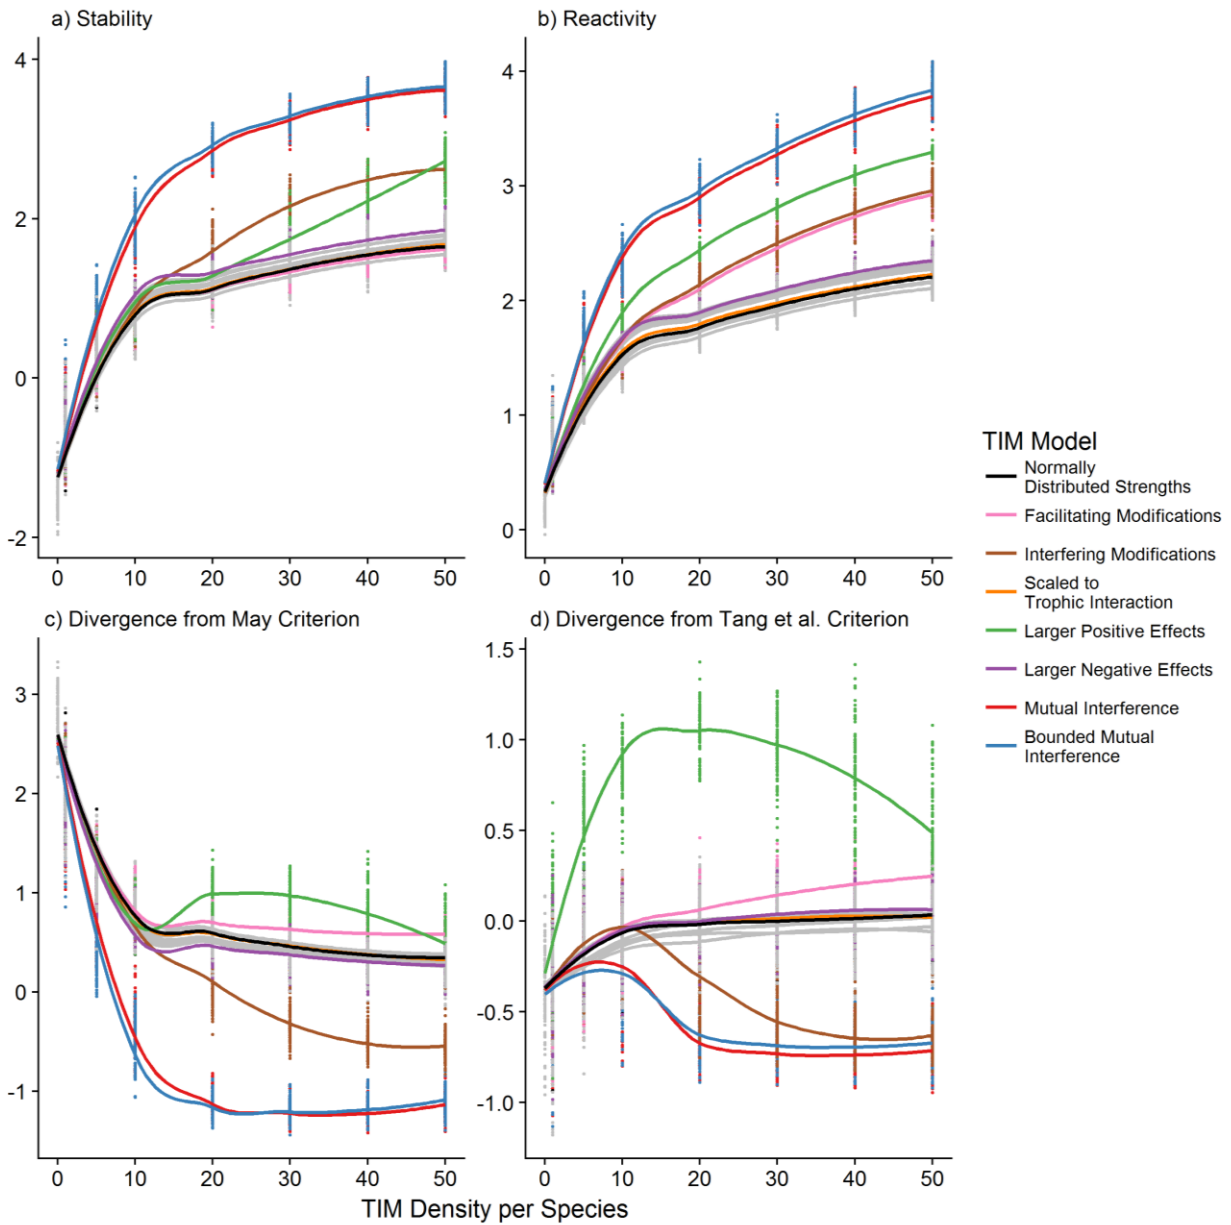 a) Stability
b) Reactivity
4
2
0
-2
0 10 20 30 40 50
4
3
2
1
0
0 10 20 30 40 50
c) Divergence from May Criterion
d) Divergence from Tang et al. Criterion
3
2
1
0
-1
0 10 20 30 40 50
1.5
1.0
0.5
0.0
-0.5
-1.0
0 10 20 30 40 50
TIM Density per Species
TIM Model
Normally
Distributed Strengths
Facilitating Modifications
Interfering Modifications
Scaled to
Trophic Interaction
Larger Positive Effects
Larger Negative Effects
Mutual Interference
Bounded Mutual
Interference